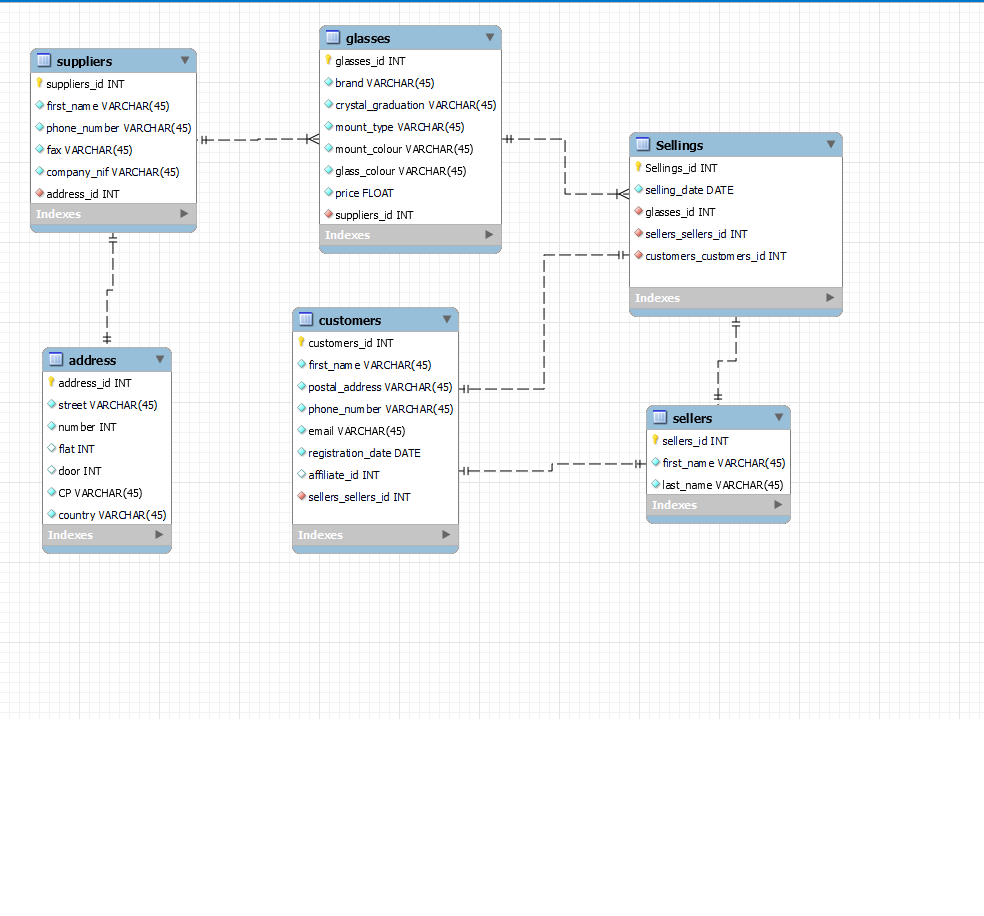 suppliers
suppliers_id INT
first_name VARCHAR(45)
phone_number VARCHAR(45)
fax VARCHAR(45)
company_nif VARCHAR(45)
address_id INT
Indexes
glasses
glasses_id INT
brand VARCHAR(45)
crystal_graduation VARCHAR(45)
mount_type VARCHAR(45)
mount_colour VARCHAR(45)
glass_colour VARCHAR(45)
price FLOAT
suppliers_id INT
Indexes
Sellings
Sellings_id INT
selling_date DATE
glasses_id INT
sellers_sellers_id INT
customers_customers_id INT
Indexes
address
address_id INT
street VARCHAR(45)
number INT
flat INT
door INT
CP VARCHAR(45)
country VARCHAR(45)
Indexes
customers
customers_id INT
first_name VARCHAR(45)
postal_address VARCHAR(45)
phone_number VARCHAR(45)
email VARCHAR(45)
registration_date DATE
affiliate_id INT
sellers_sellers_id INT
Indexes
sellers
sellers_id INT
first_name VARCHAR(45)
last_name VARCHAR(45)
Indexes